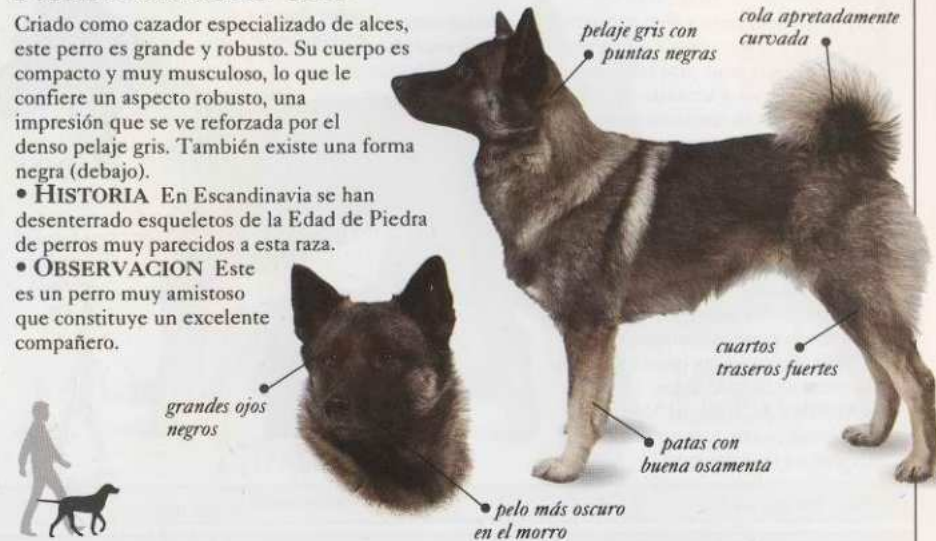 Criado como cazador especializado de alces,
este perro es grande y robusto. Su cuerpo es
compacto y muy musculoso, lo que le
confiere un aspecto robusto, una
impresión que se ve reforzada por el
denso pelaje gris. También existe una forma
negra (debajo).
• HISTORIA En Escandinavia se han
desenterrado esqueletos de la Edad de Piedra
de perros muy parecidos a esta raza.
• OBSERVACION Este
es un perro muy amistoso
que constituye un excelente
compañero.
pelaje gris con
puntas negras
cola apretadamente
curvada
grandes ojos
negros
cuartos
traseros fuertes
patas con
buena osamenta
pelo más oscuro
en el morro